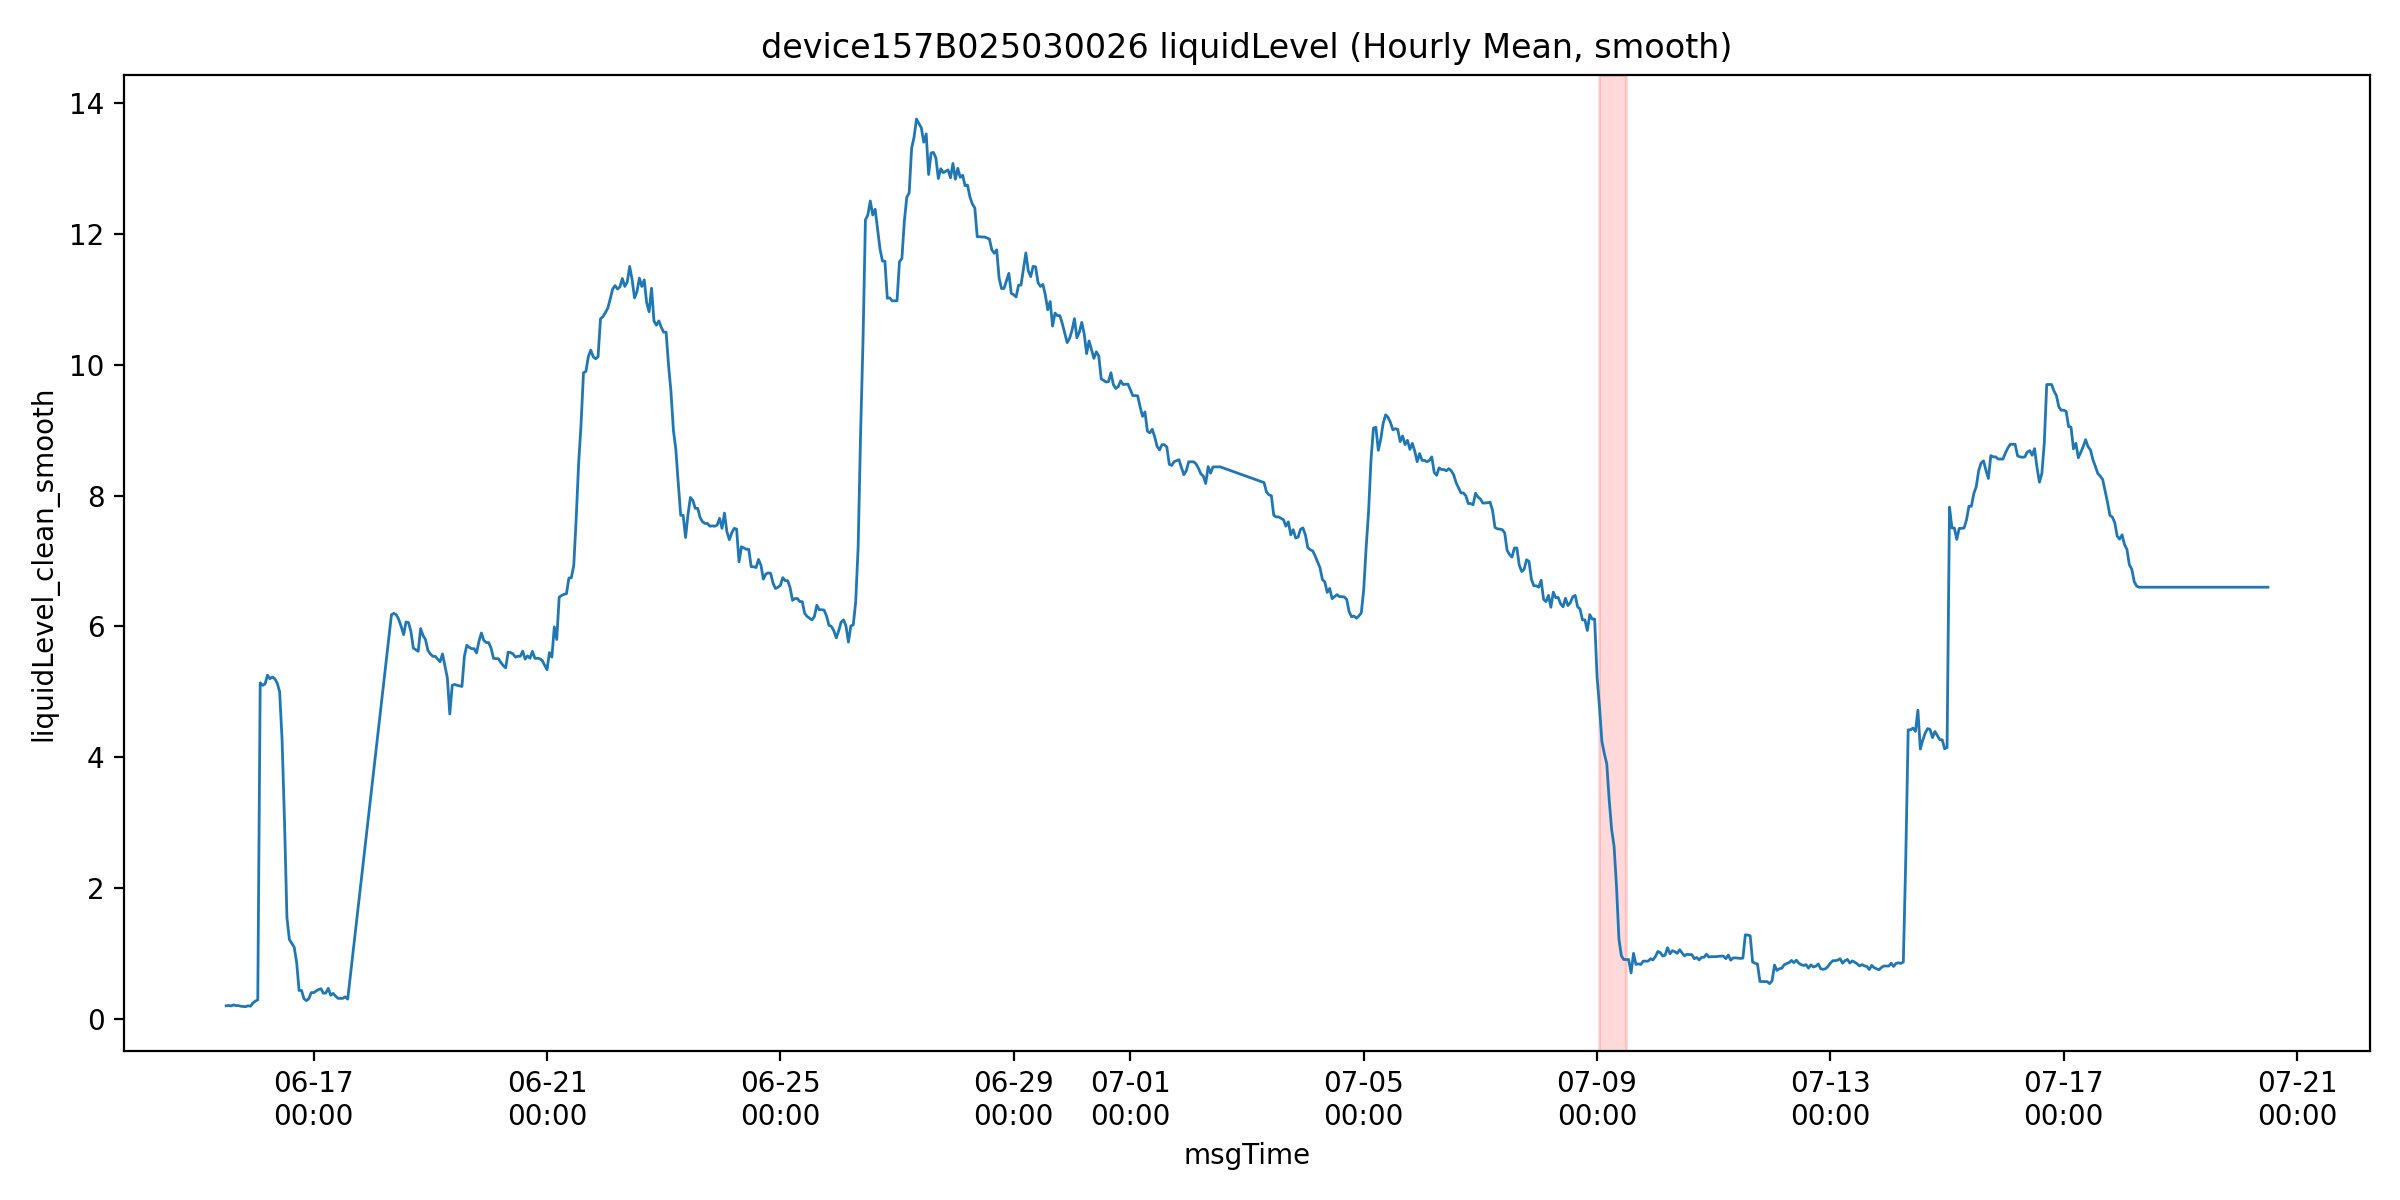 device157B025030026 liquidLevel (Hourly Mean, smooth)
liquidLevel_clean_smooth
14
12
10
8
6
4
2
0
06-17 06-21 06-25 06-29 07-01 07-05 07-09 07-13 07-17 07-21
00:00 00:00 00:00 00:00 00:00 00:00 00:00 00:00 00:00 00:00
msgTime